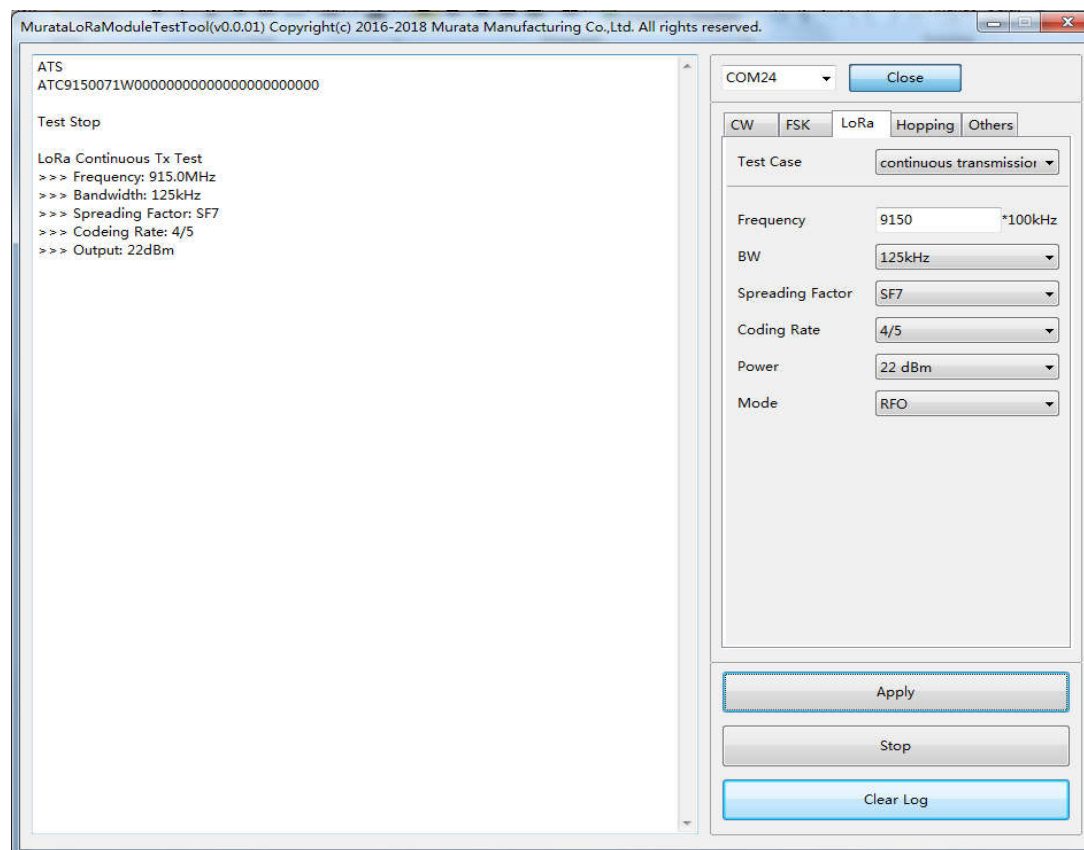 MurataLoRaModuleTestTool(v0.0.01) Copyright(c) 2016-2018 Murata Manufacturing Co.,Ltd. All rights reserved.
ATS
ATC9150071W00000000000000000000000
Test Stop
LoRa Continuous Tx Test
>>> Frequency: 915.0MHz
>>> Bandwidth: 125kHz
>>> Spreading Factor: SF7
>>> Codeing Rate: 4/5
>>> Output: 22dBm
COM24 Close
CW FSK LoRa Hopping Others
Test Case continuous transmission
Frequency 9150 *100kHz
BW 125kHz
Spreading Factor SF7
Coding Rate 4/5
Power 22 dBm
Mode RFO
Apply
Stop
Clear Log